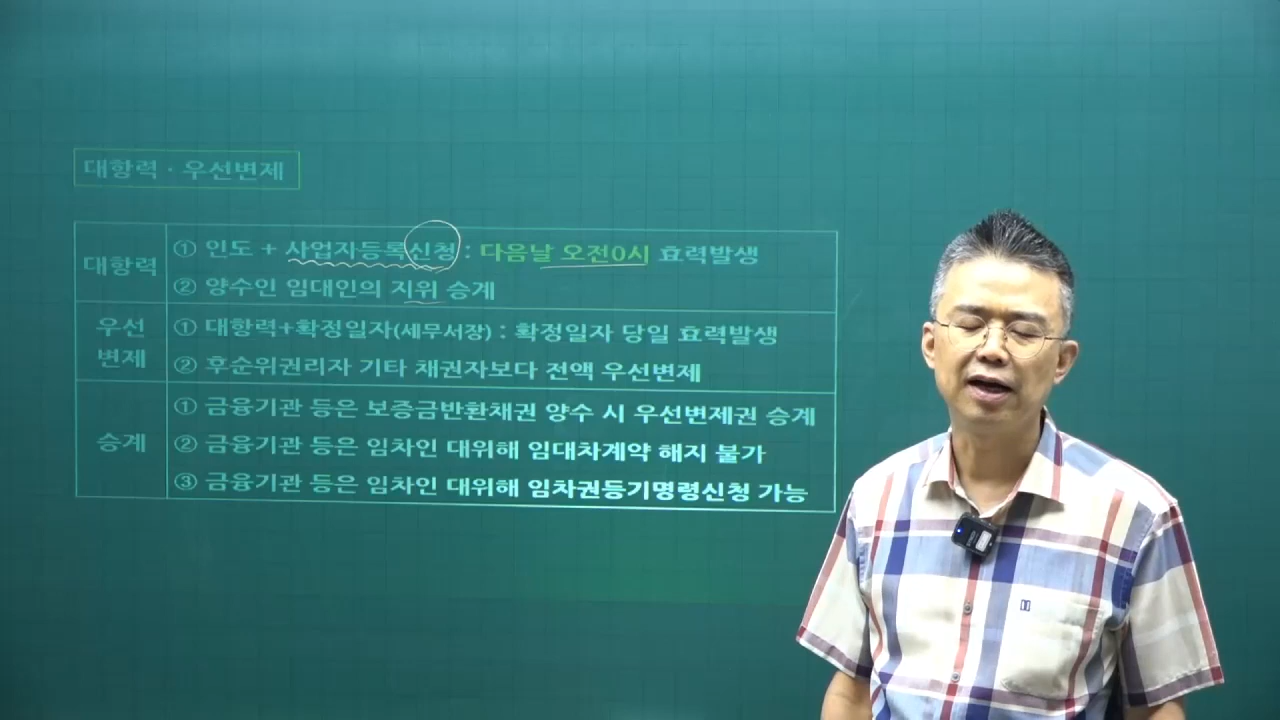 대항력 · 우선변제
대항력
① 인도 + 사업자등록신청 : 다음날 오전0시 효력발생
② 양수인 임대인의 지위 승계
우선
변제
① 대항력+확정일자(세무서장) : 확정일자 당일 효력발생
② 후순위권리자 기타 채권자보다 전액 우선변제
승계
① 금융기관 등은 보증금반환채권 양수 시 우선변제권 승계
② 금융기관 등은 임차인 대위해 임대차계약 해지 불가
③ 금융기관 등은 임차인 대위해 임차권등기명령신청 가능